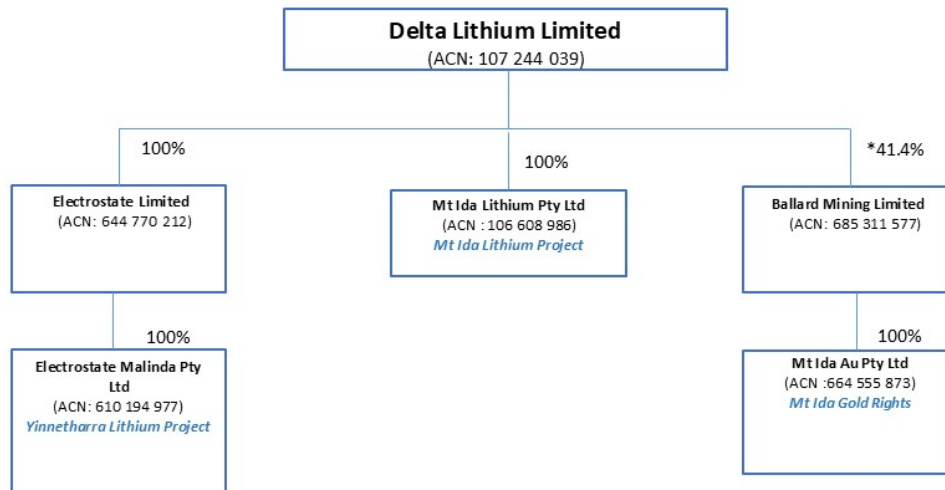 Delta Lithium Limited
(ACN: 107 244 039)
100%
100%
*41.4%
Electrostate Limited
(ACN: 644 770 212)
Mt Ida Lithium Pty Ltd
(ACN : 106 608 986)
Mt Ida Lithium Project
Ballard Mining Limited
(ACN: 685 311 577)
100%
100%
Electrostate Malinda Pty
Ltd
(ACN: 610 194 977)
Yinnetharra Lithium Project
Mt Ida Au Pty Ltd
(ACN :664 555 873)
Mt Ida Gold Rights